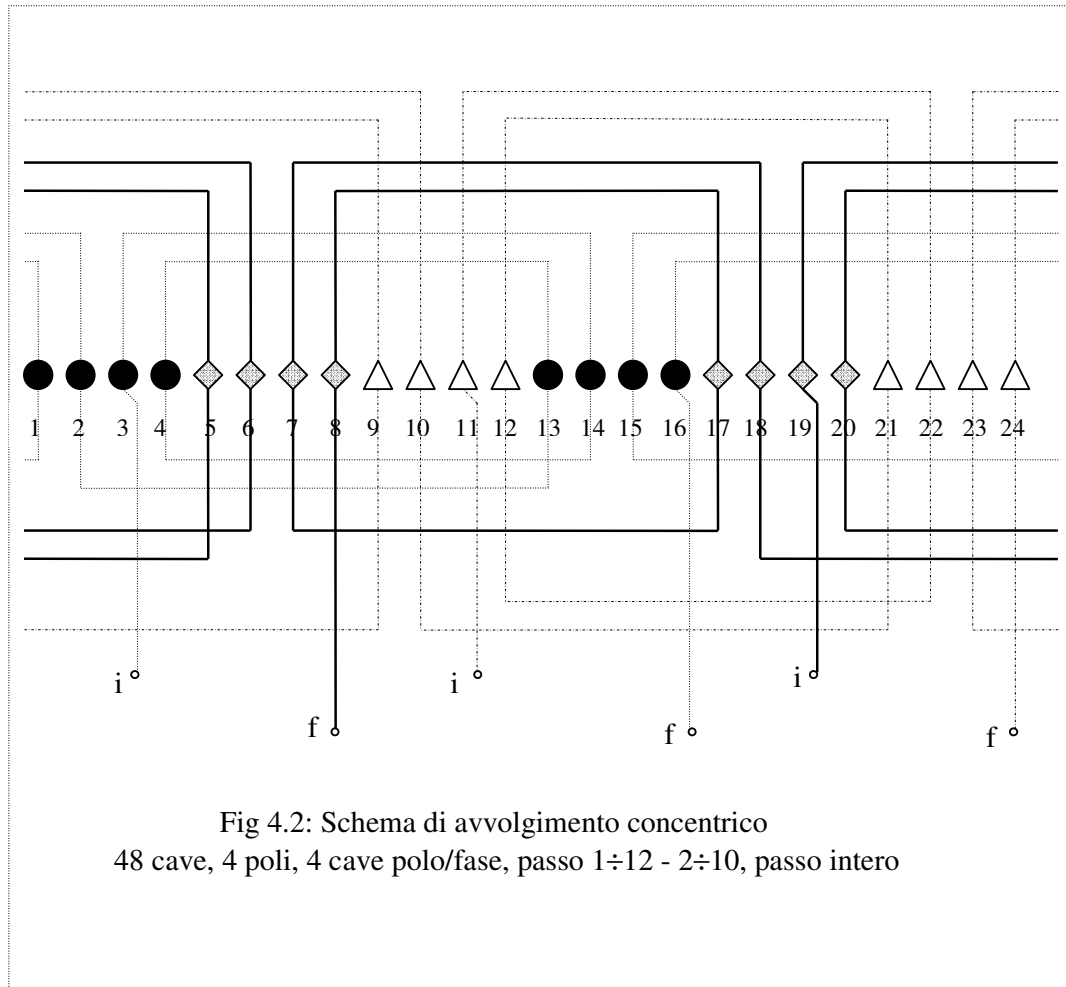 1 2 3 4 5 6 7 8 9 10 11 12 13 14 15 16 17 18 19 20 21 22 23 24
i i i
f f f
Fig 4.2: Schema di avvolgimento concentrico
48 cave, 4 poli, 4 cave polo/fase, passo 1÷12 - 2÷10, passo intero